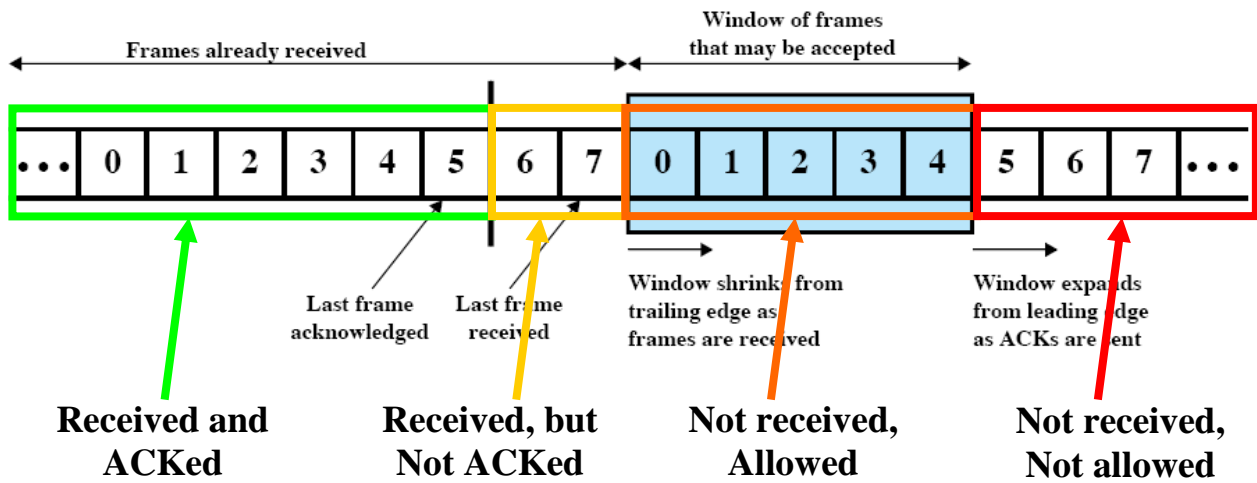 Frames already received
Window of frames
that may be accepted
••• 0 1 2 3 4 5 6 7 0 1 2 3 4 5 6 7 •••
Last frame
acknowledged
Last frame
received
Window shrinks from
trailing edge as
frames are received
Window expands
from leading edge
as ACKs are sent
Received and
ACKed
Received, but
Not ACKed
Not received,
Allowed
Not received,
Not allowed